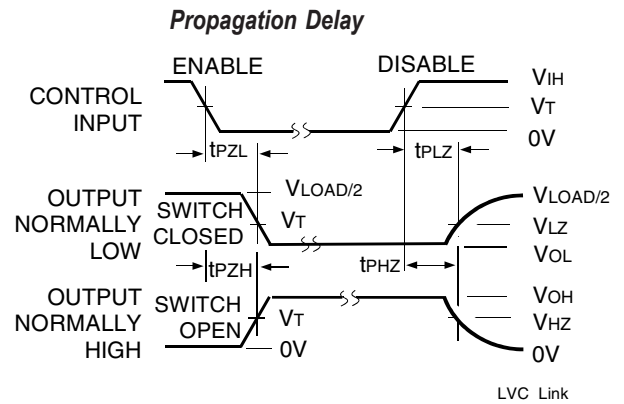 Propagation Delay
ENABLE
DISABLE
CONTROL
INPUT
VIH
VT
0V
tPZL
tPLZ
OUTPUT
NORMALLY
LOW
SWITCH
CLOSED
VLOAD/2
VT
VLOAD/2
VLZ
VOL
tPZH
tPHZ
OUTPUT
NORMALLY
HIGH
SWITCH
OPEN
VT
0V
VOH
VHZ
0V
LVC Link